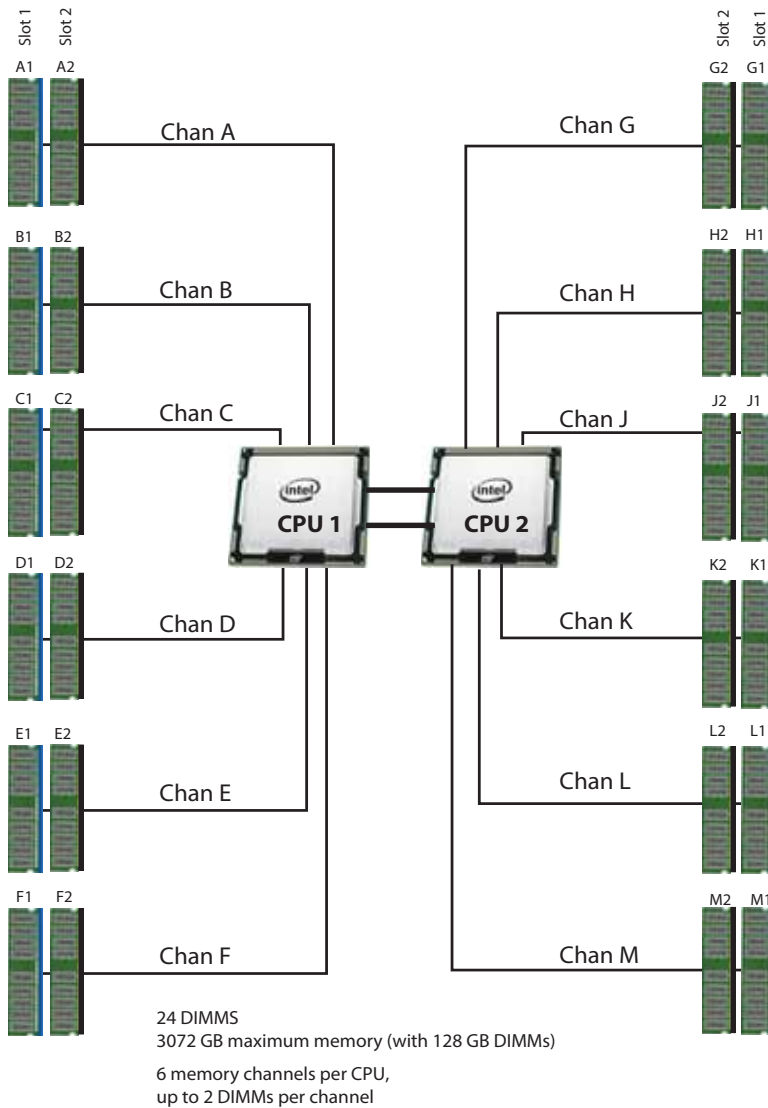 Slot 1
Slot 2
Slot 2
Slot 1
A1 A2
G2 G1
Chan A
Chan G
B1 B2
H2 H1
Chan B
Chan H
C1 C2
J2 J1
Chan C
Chan J
intel
CPU 1
intel
CPU 2
D1 D2
K2 K1
Chan D
Chan K
E1 E2
L2 L1
Chan E
Chan L
F1 F2
M2 M1
Chan F
Chan M
24 DIMMS
3072 GB maximum memory (with 128 GB DIMMs)
6 memory channels per CPU,
up to 2 DIMMs per channel